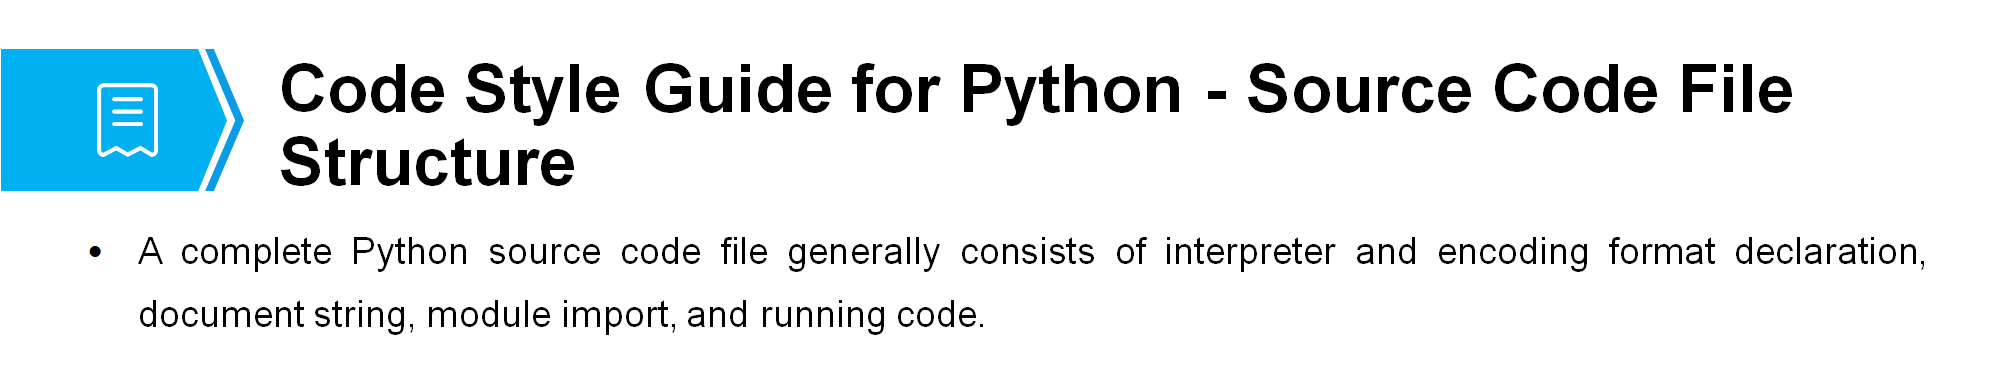 Code Style Guide for Python - Source Code File
Structure
• A complete Python source code file generally consists of interpreter and encoding format declaration,
document string, module import, and running code.